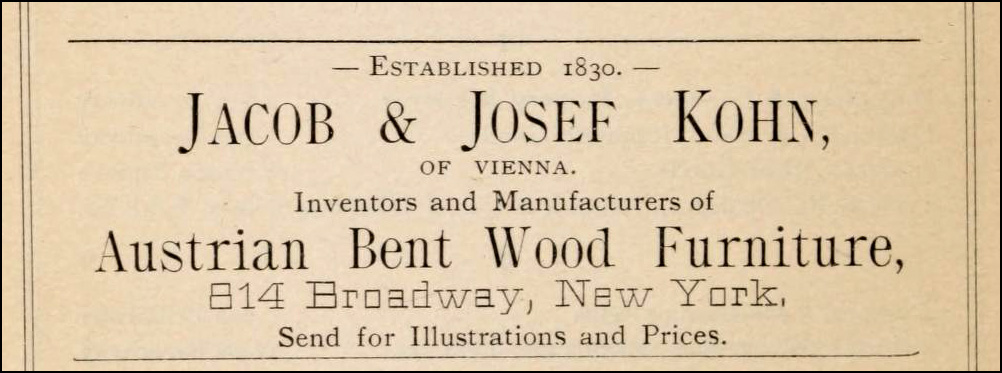 — ESTABLISHED 1830. —
JACOB & JOSEF KOHN,
OF VIENNA.
Inventors and Manufacturers of
Austrian Bent Wood Furniture,
814 Broadway, New York.
Send for Illustrations and Prices.